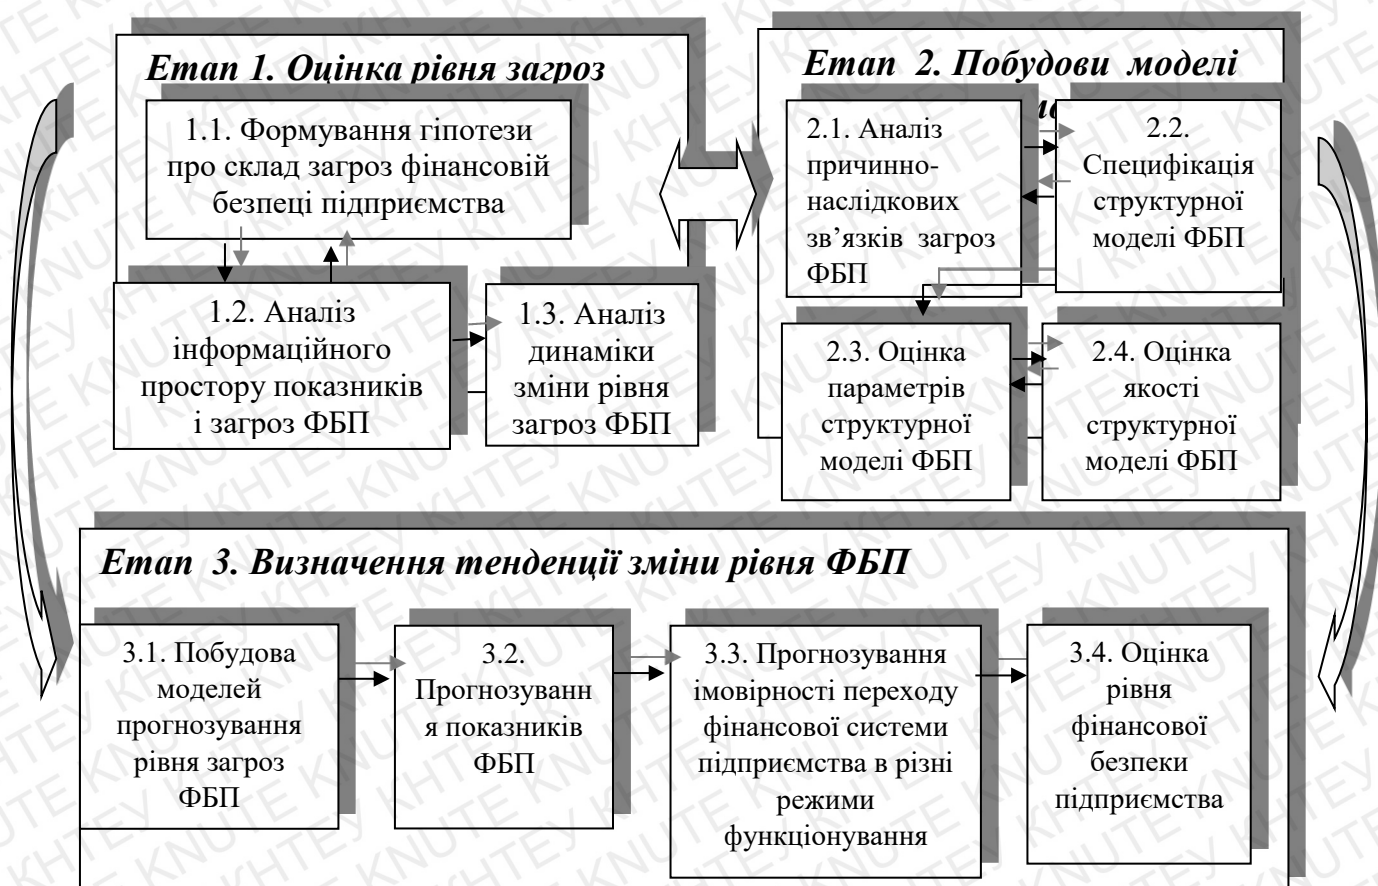 Етап 1. Оцінка рівня загроз
1.1. Формування гіпотези
про склад загроз фінансовій
безпеці підприємства
1.2. Аналіз
інформаційного
простору показників
і загроз ФБП
1.3. Аналіз
динаміки
зміни рівня
загроз ФБП
Етап 2. Побудови моделі
2.1. Аналіз
причинно-
наслідкових
зв’язків загроз
ФБП
2.2.
Специфікація
структурної
моделі ФБП
2.3. Оцінка
параметрів
структурної
моделі ФБП
2.4. Оцінка
якості
структурної
моделі ФБП
Етап 3. Визначення тенденції зміни рівня ФБП
3.1. Побудова
моделей
прогнозування
рівня загроз
ФБП
3.2.
Прогнозуванн
я показників
ФБП
3.3. Прогнозування
імовірності переходу
фінансової системи
підприємства в різні
режими
функціонування
3.4. Оцінка
рівня
фінансової
безпеки
підприємства